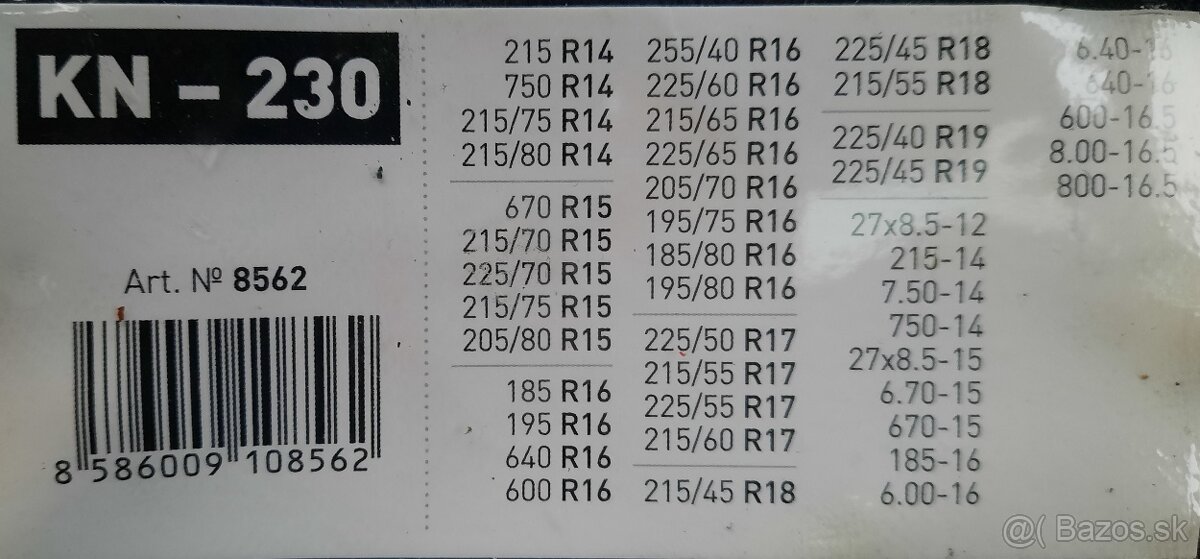 KN - 230
Art. Nº 8562
8 586009 108562
215 R14
750 R14
215/75 R14
215/80 R14
670 R15
215/70 R15
225/70 R15
215/75 R15
205/80 R15
185 R16
195 R16
640 R16
600 R16
255/40 R16
225/60 R16
215/65 R16
225/65 R16
205/70 R16
195/75 R16
185/80 R16
195/80 R16
225/50 R17
215/55 R17
225/55 R17
215/60 R17
215/45 R18
225/45 R18
215/55 R18
225/40 R19
225/45 R19
27x8.5-12
215-14
7.50-14
750-14
27x8.5-15
6.70-15
670-15
185-16
6.00-16
6.40-16
640-16
600-16.5
8.00-16.5
800-16.5
@( Bazos.sk